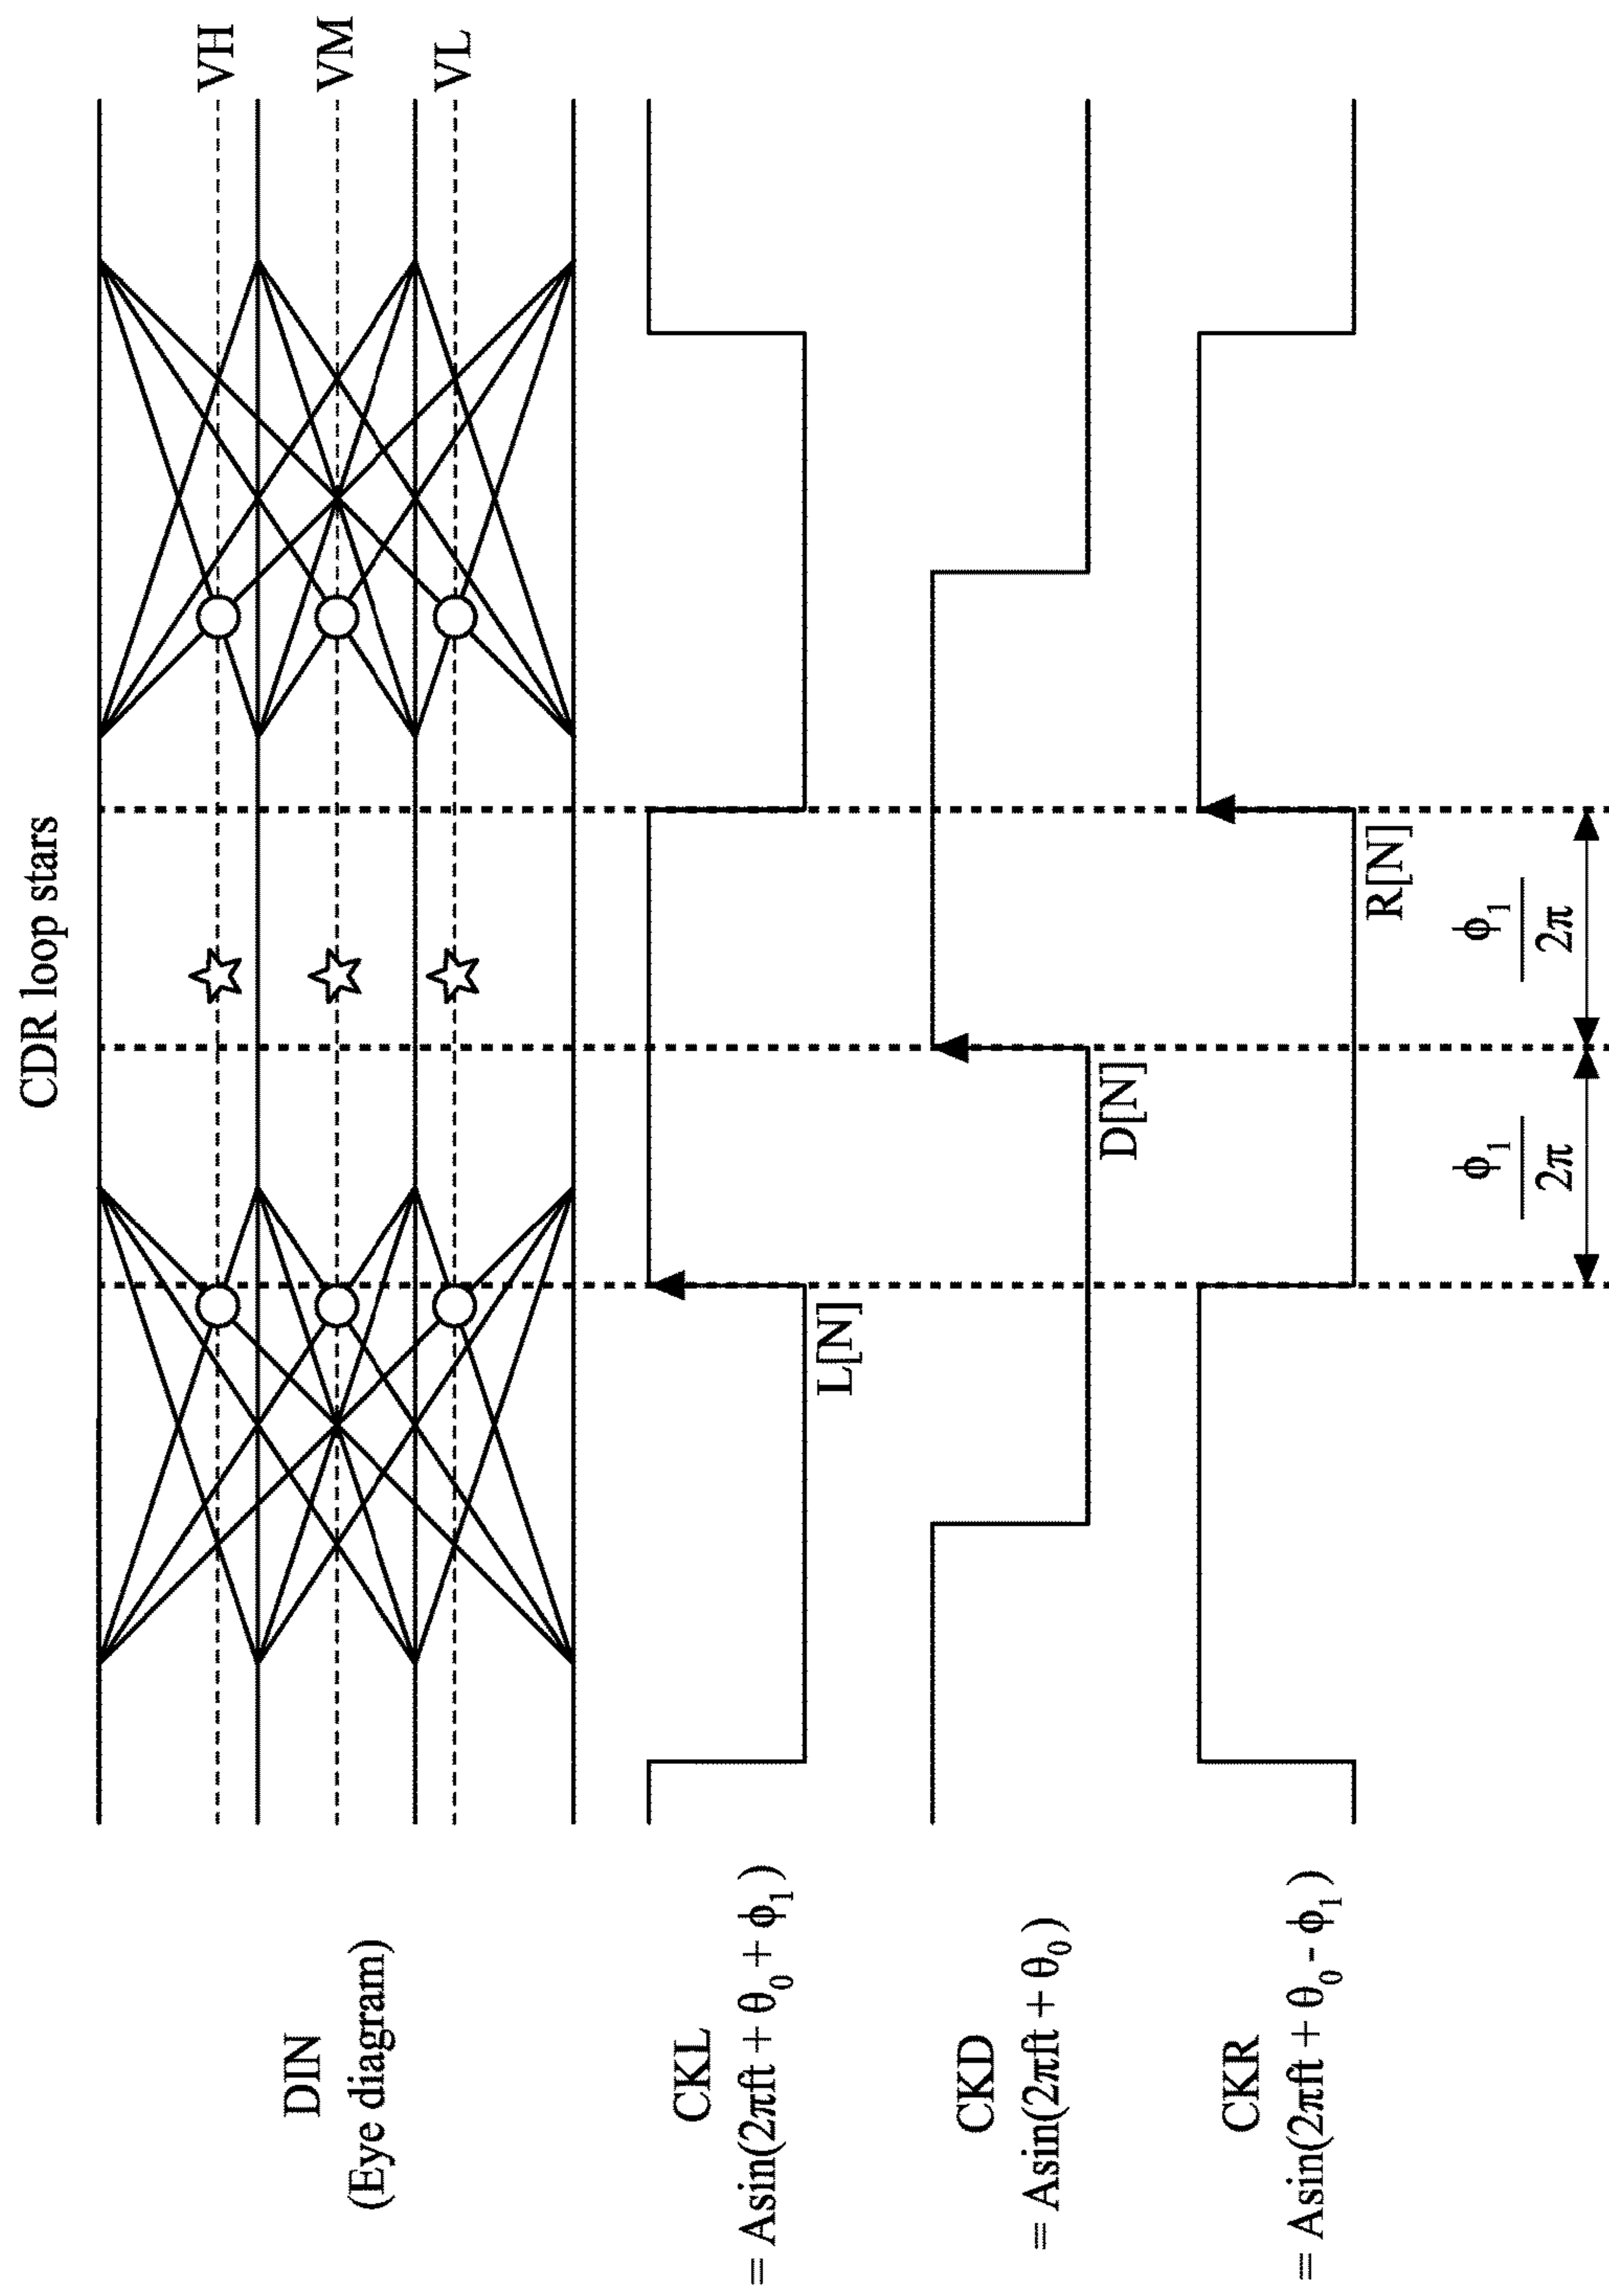 CDR loop stars
VH
VM
VL
DIN
(Eye diagram)
CKL
= Asin(2πft + θ₀ + ϕ₁)
L[N]
CKD
= Asin(2πft + θ₀)
D[N]
CKR
= Asin(2πft + θ₀ - ϕ₁)
R[N]
ϕ₁
2π
ϕ₁
2π